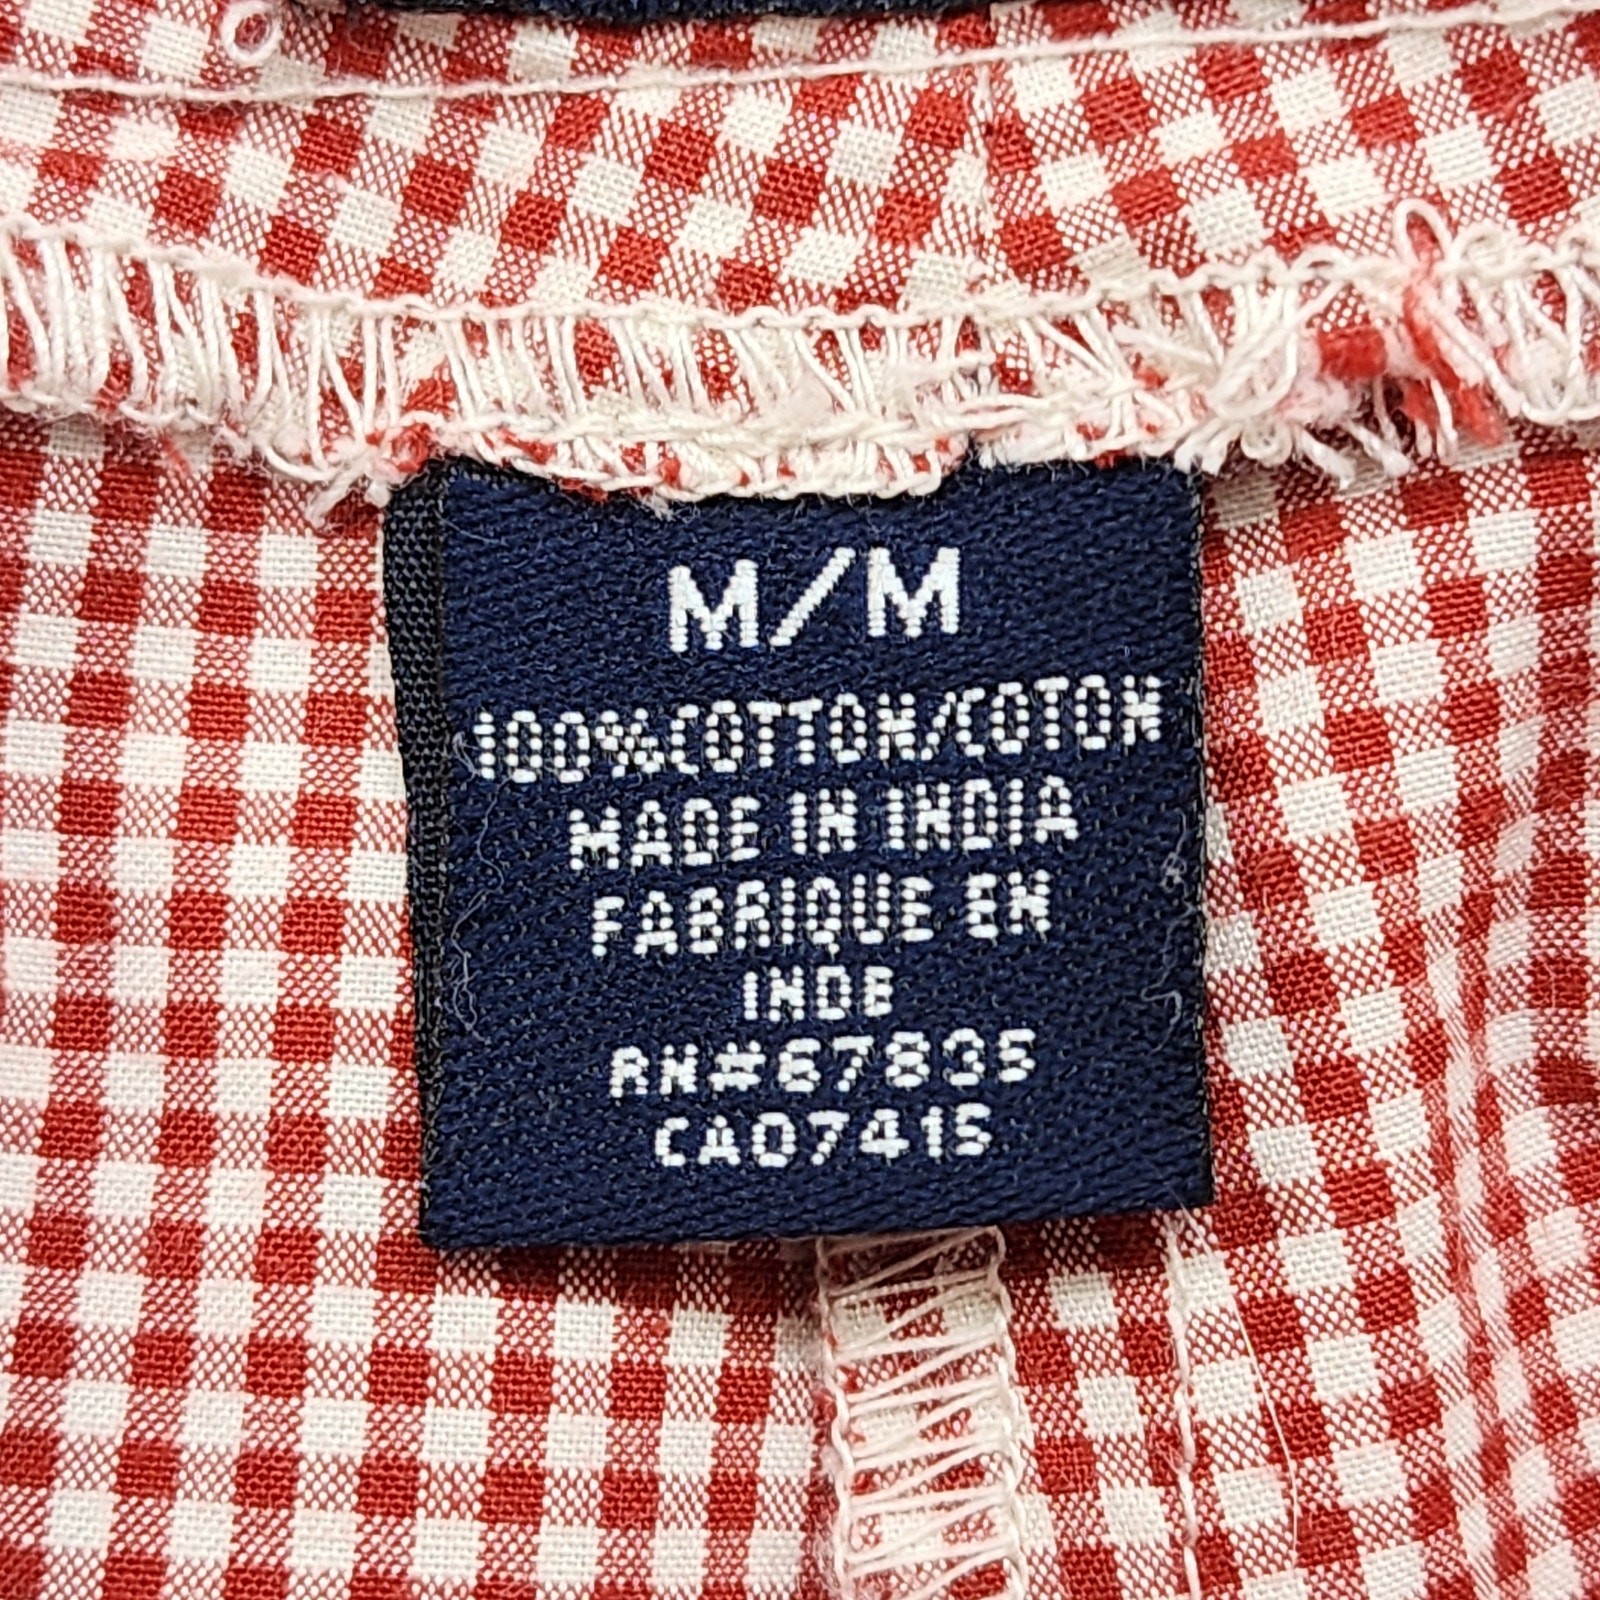 M/M
100%COTTON/COTON
MADE IN INDIA
FABRIQUE EN
INDE
RN#67835
CA07415